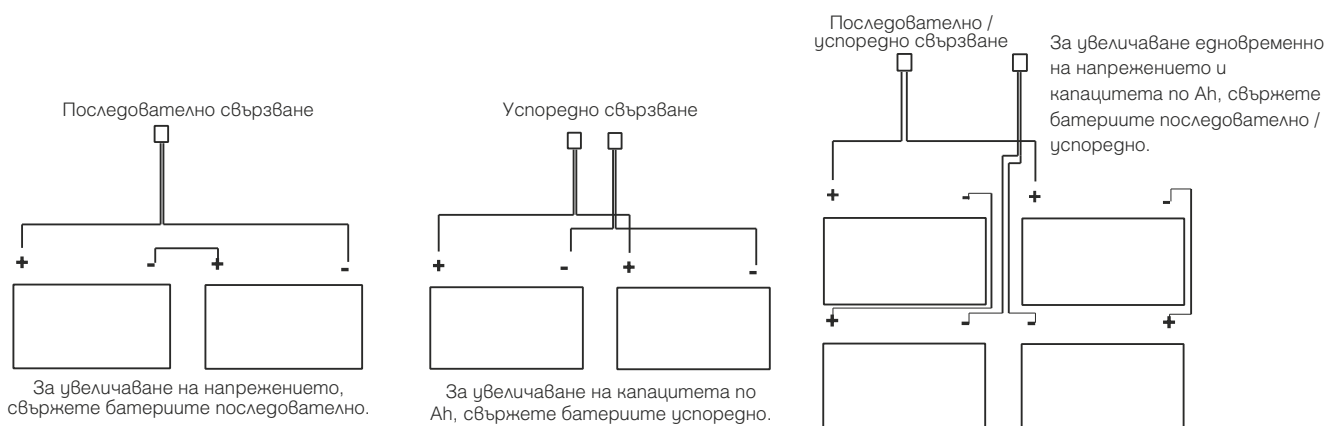 Последователно свързване
+
-
+
-
За увеличаване на напрежението,
свържете батериите последователно.
Успоредно свързване
+
-
+
-
За увеличаване на капацитета по
Ah, свържете батериите успоредно.
Последователно /
успоредно свързване
За увеличаване едновременно
на напрежението и
капацитета по Ah, свържете
батериите последователно /
успоредно.
+
-
+
-
+
-
-
+